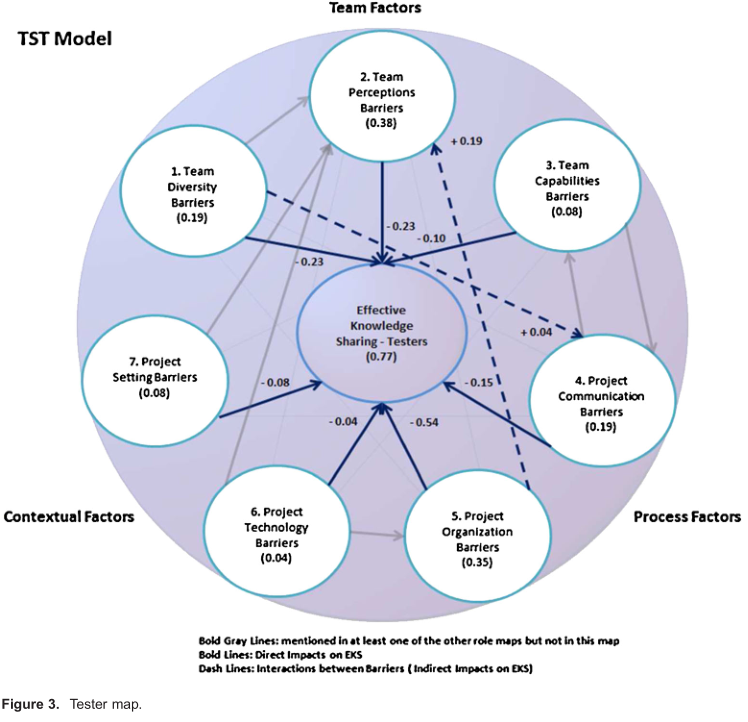 Team Factors
TST Model
2. Team
Perceptions
Barriers
(0.38)
+ 0.19
1. Team
Diversity
Barriers
(0.19)
3. Team
Capabilities
Barriers
(0.08)
- 0.23
- 0.10
- 0.23
Effective
Knowledge
Sharing - Testers
(0.77)
+ 0.04
7. Project
Setting Barriers
(0.08)
- 0.08
- 0.15
4. Project
Communication
Barriers
(0.19)
- 0.04
- 0.54
Contextual Factors
6. Project
Technology
Barriers
(0.04)
5. Project
Organization
Barriers
(0.35)
Process Factors
Bold Gray Lines: mentioned in at least one of the other role maps but not in this map
Bold Lines: Direct Impacts on EKS
Dash Lines: Interactions between Barriers ( Indirect Impacts on EKS)
Figure 3. Tester map.